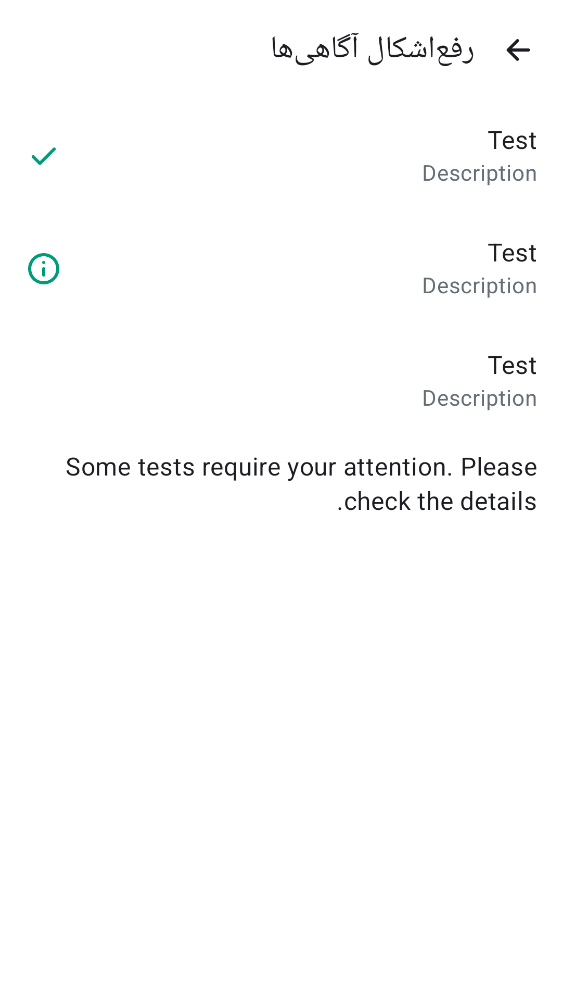 رفع‌اشکال آگاهی‌ها
Test
Description
Test
Description
Test
Description
Some tests require your attention. Please
check the details.